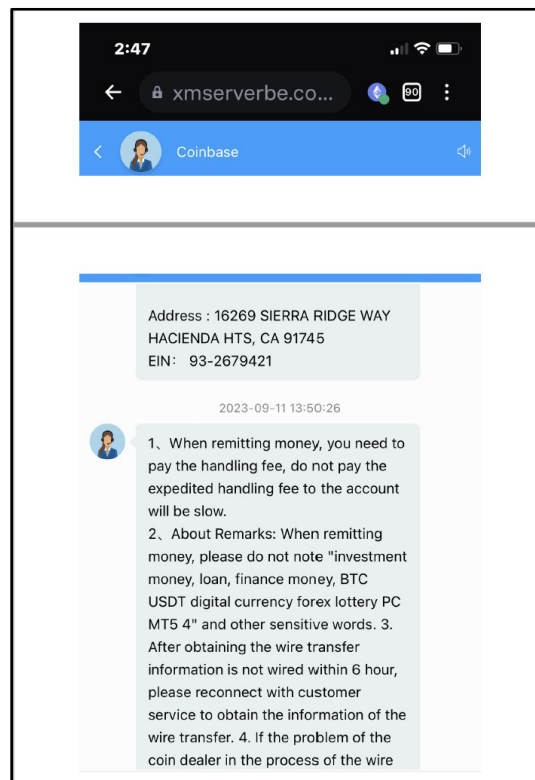 2:47
xmserverbe.co... 90
Coinbase
Address : 16269 SIERRA RIDGE WAY
HACIENDA HTS, CA 91745
EIN： 93-2679421
2023-09-11 13:50:26
1、When remitting money, you need to
pay the handling fee, do not pay the
expedited handling fee to the account
will be slow.
2、About Remarks: When remitting
money, please do not note "investment
money, loan, finance money, BTC
USDT digital currency forex lottery PC
MT5 4" and other sensitive words. 3.
After obtaining the wire transfer
information is not wired within 6 hour,
please reconnect with customer
service to obtain the information of the
wire transfer. 4. If the problem of the
coin dealer in the process of the wire